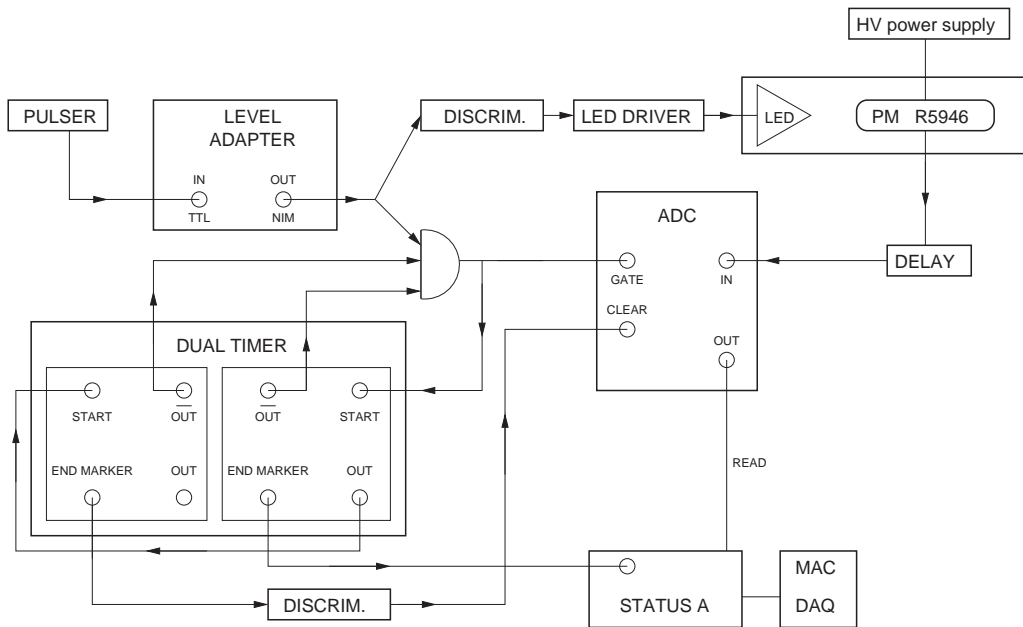 HV power supply
PULSER
LEVEL
ADAPTER
IN
OUT
TTL
NIM
DISCRIM.
LED DRIVER
LED
PM R5946
ADC
GATE
IN
CLEAR
OUT
DELAY
DUAL TIMER
START
OUT
OUT
START
END MARKER
OUT
END MARKER
OUT
READ
DISCRIM.
STATUS A
MAC
DAQ